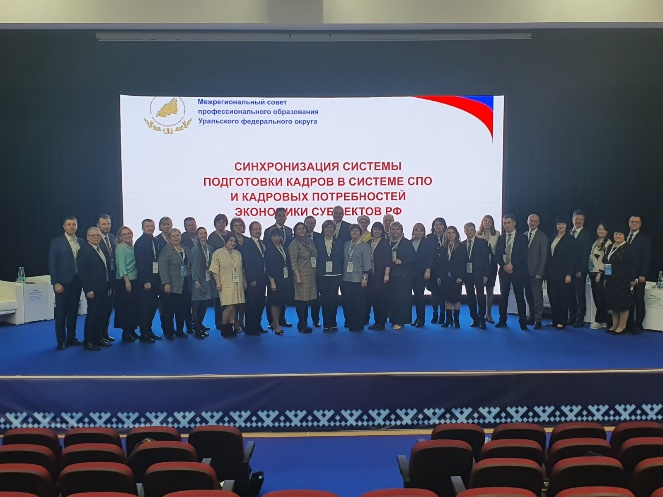 Межрегиональный совет
профессионального образования
Уральского федерального округа
СИНХРОНИЗАЦИЯ СИСТЕМЫ
ПОДГОТОВКИ КАДРОВ В СИСТЕМЕ СПО
И КАДРОВЫХ ПОТРЕБНОСТЕЙ
ЭКОНОМИКИ СУБЪЕКТОВ РФ